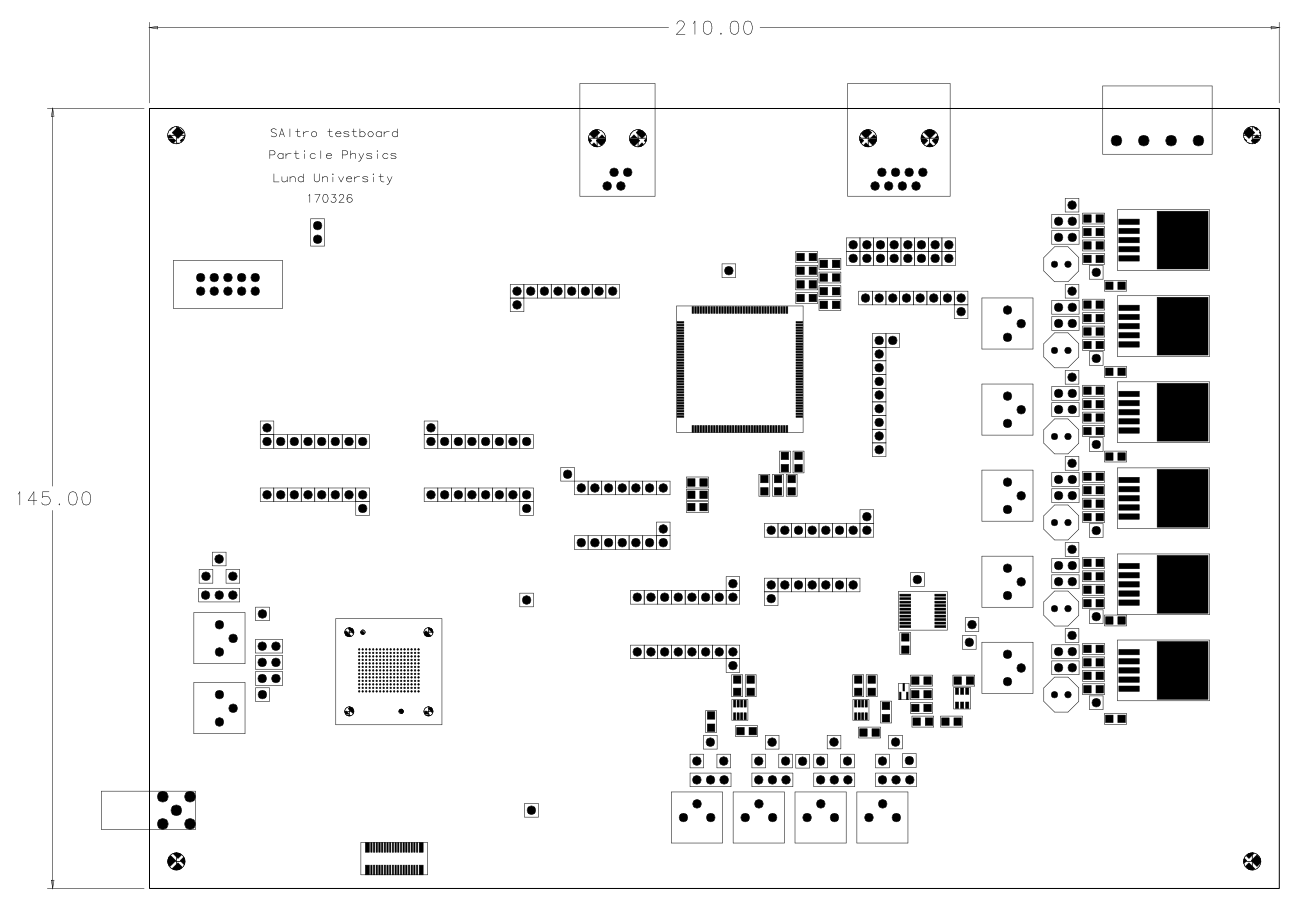 210.00
SAltro testboard
Particle Physics
Lund University
170326
145.00